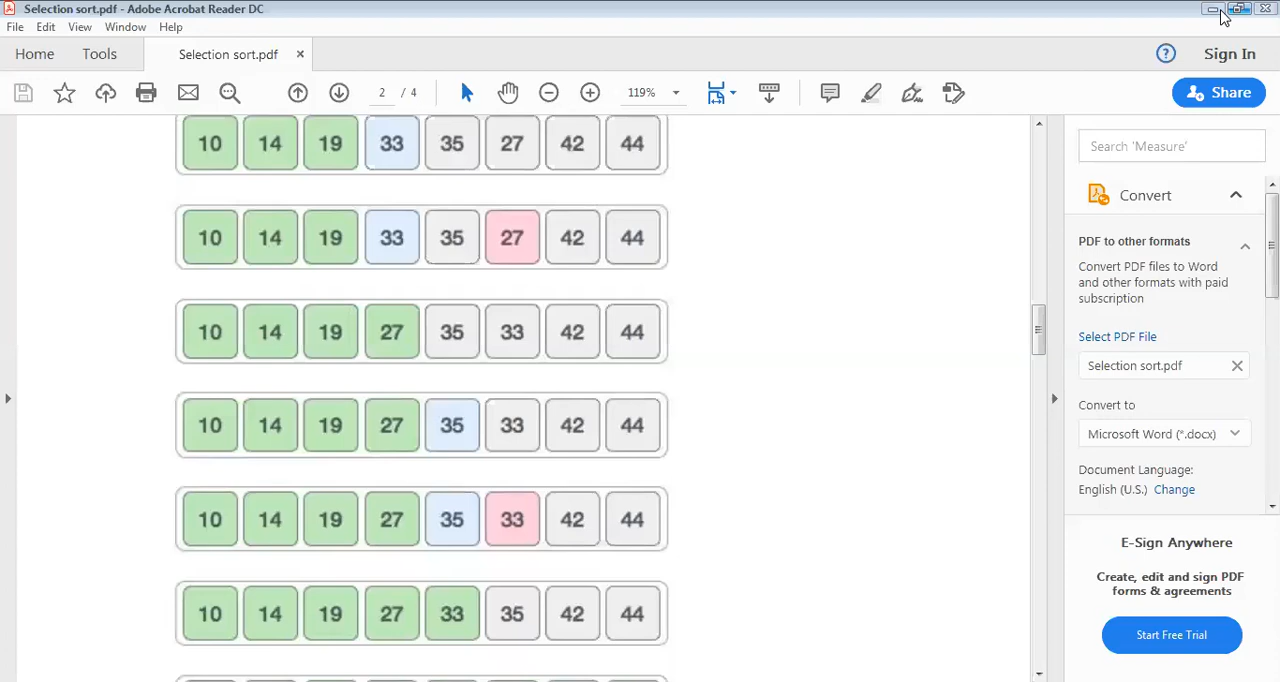 Selection sort.pdf - Adobe Acrobat Reader DC
File Edit View Window Help
Home Tools Selection sort.pdf × ? Sign In
2 / 4 119% Share
10 14 19 33 35 27 42 44
10 14 19 33 35 27 42 44
10 14 19 27 35 33 42 44
10 14 19 27 35 33 42 44
10 14 19 27 35 33 42 44
10 14 19 27 33 35 42 44
Search 'Measure'
Convert
PDF to other formats
Convert PDF files to Word
and other formats with paid
subscription
Select PDF File
Selection sort.pdf
Convert to
Microsoft Word (*.docx)
Document Language:
English (U.S.) Change
E-Sign Anywhere
Create, edit and sign PDF
forms & agreements
Start Free Trial